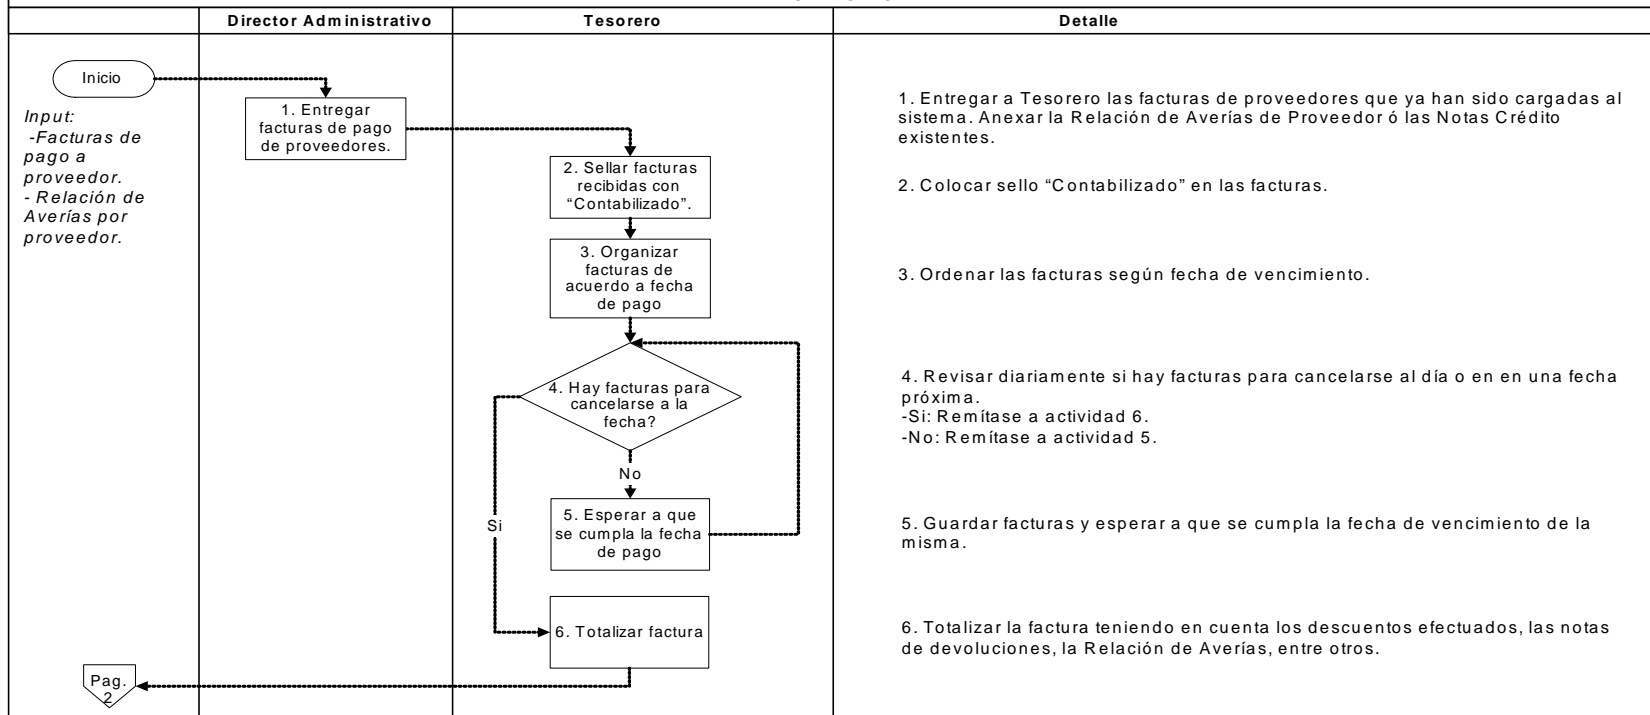 Director Administrativo
Tesorero
Detalle
Inicio
Input:
-Facturas de
pago a
proveedor.
- Relación de
Averías por
proveedor.
1. Entregar
facturas de pago
de proveedores.
2. Sellar facturas
recibidas con
“Contabilizado”.
3. Organizar
facturas de
acuerdo a fecha
de pago
4. Hay facturas para
cancelarse a la
fecha?
No
Si
5. Esperar a que
se cumpla la fecha
de pago
6. Totalizar factura
Pag.
2
1. Entregar a Tesorero las facturas de proveedores que ya han sido cargadas al
sistema. Anexar la Relación de Averías de Proveedor ó las Notas Crédito
existentes.
2. Colocar sello “Contabilizado” en las facturas.
3. Ordenar las facturas según fecha de vencimiento.
4. Revisar diariamente si hay facturas para cancelarse al día o en en una fecha
próxima.
-Si: Remítase a actividad 6.
-No: Remítase a actividad 5.
5. Guardar facturas y esperar a que se cumpla la fecha de vencimiento de la
misma.
6. Totalizar la factura teniendo en cuenta los descuentos efectuados, las notas
de devoluciones, la Relación de Averías, entre otros.